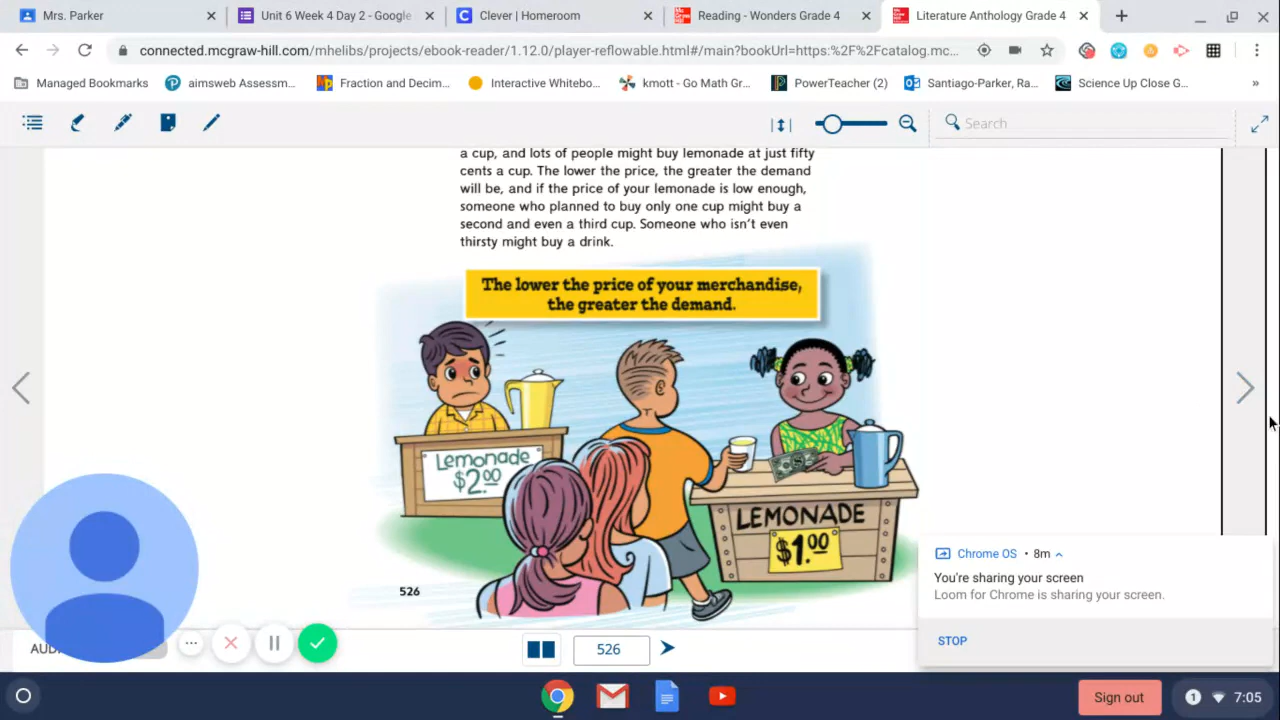 Mrs. Parker
Unit 6 Week 4 Day 2 - Google
Clever | Homeroom
Reading - Wonders Grade 4
Literature Anthology Grade 4
connected.mcgraw-hill.com/mhelibs/projects/ebook-reader/1.12.0/player-reflowable.html#/main?bookUrl=https:%2F%2Fcatalog.mc...
Managed Bookmarks
aimsweb Assessm...
Fraction and Decim...
Interactive Whitebo...
kmott - Go Math Gr...
PowerTeacher (2)
Santiago-Parker, Ra...
Science Up Close G...
»
Search
a cup, and lots of people might buy lemonade at just fifty
cents a cup. The lower the price, the greater the demand
will be, and if the price of your lemonade is low enough,
someone who planned to buy only one cup might buy a
second and even a third cup. Someone who isn't even
thirsty might buy a drink.
The lower the price of your merchandise,
the greater the demand.
Lemonade
$2.00
LEMONADE
$1.00
526
Chrome OS • 8m
You're sharing your screen
Loom for Chrome is sharing your screen.
STOP
526
Sign out
1
7:05